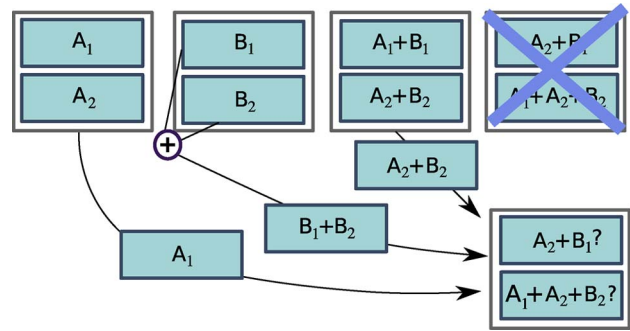 A₁
A₂
B₁
B₂
A₁+B₁
A₂+B₂
A₂+B₁
A₁+A₂+B₂
+
A₂+B₂
B₁+B₂
A₁
A₂+B₁?
A₁+A₂+B₂?